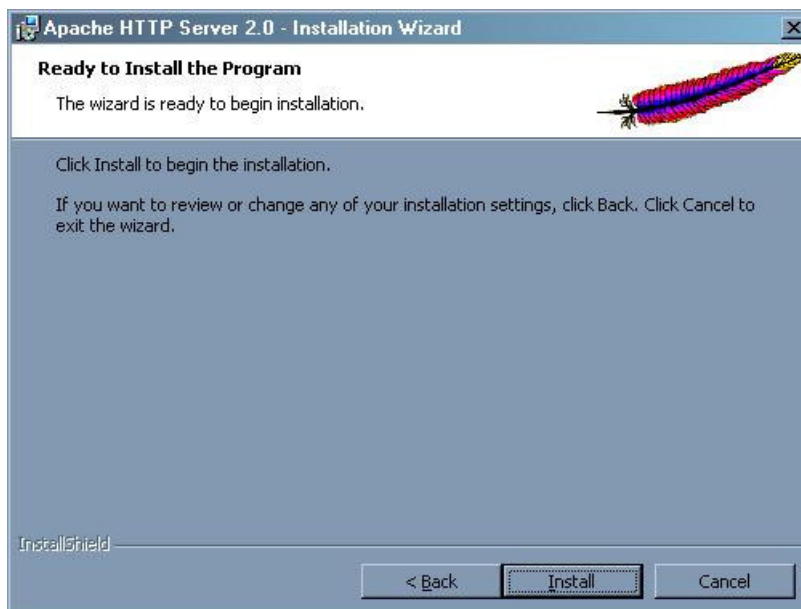 Apache HTTP Server 2.0 - Installation Wizard
Ready to Install the Program
The wizard is ready to begin installation.
Click Install to begin the installation.
If you want to review or change any of your installation settings, click Back. Click Cancel to
exit the wizard.
InstallShield
< Back
Install
Cancel